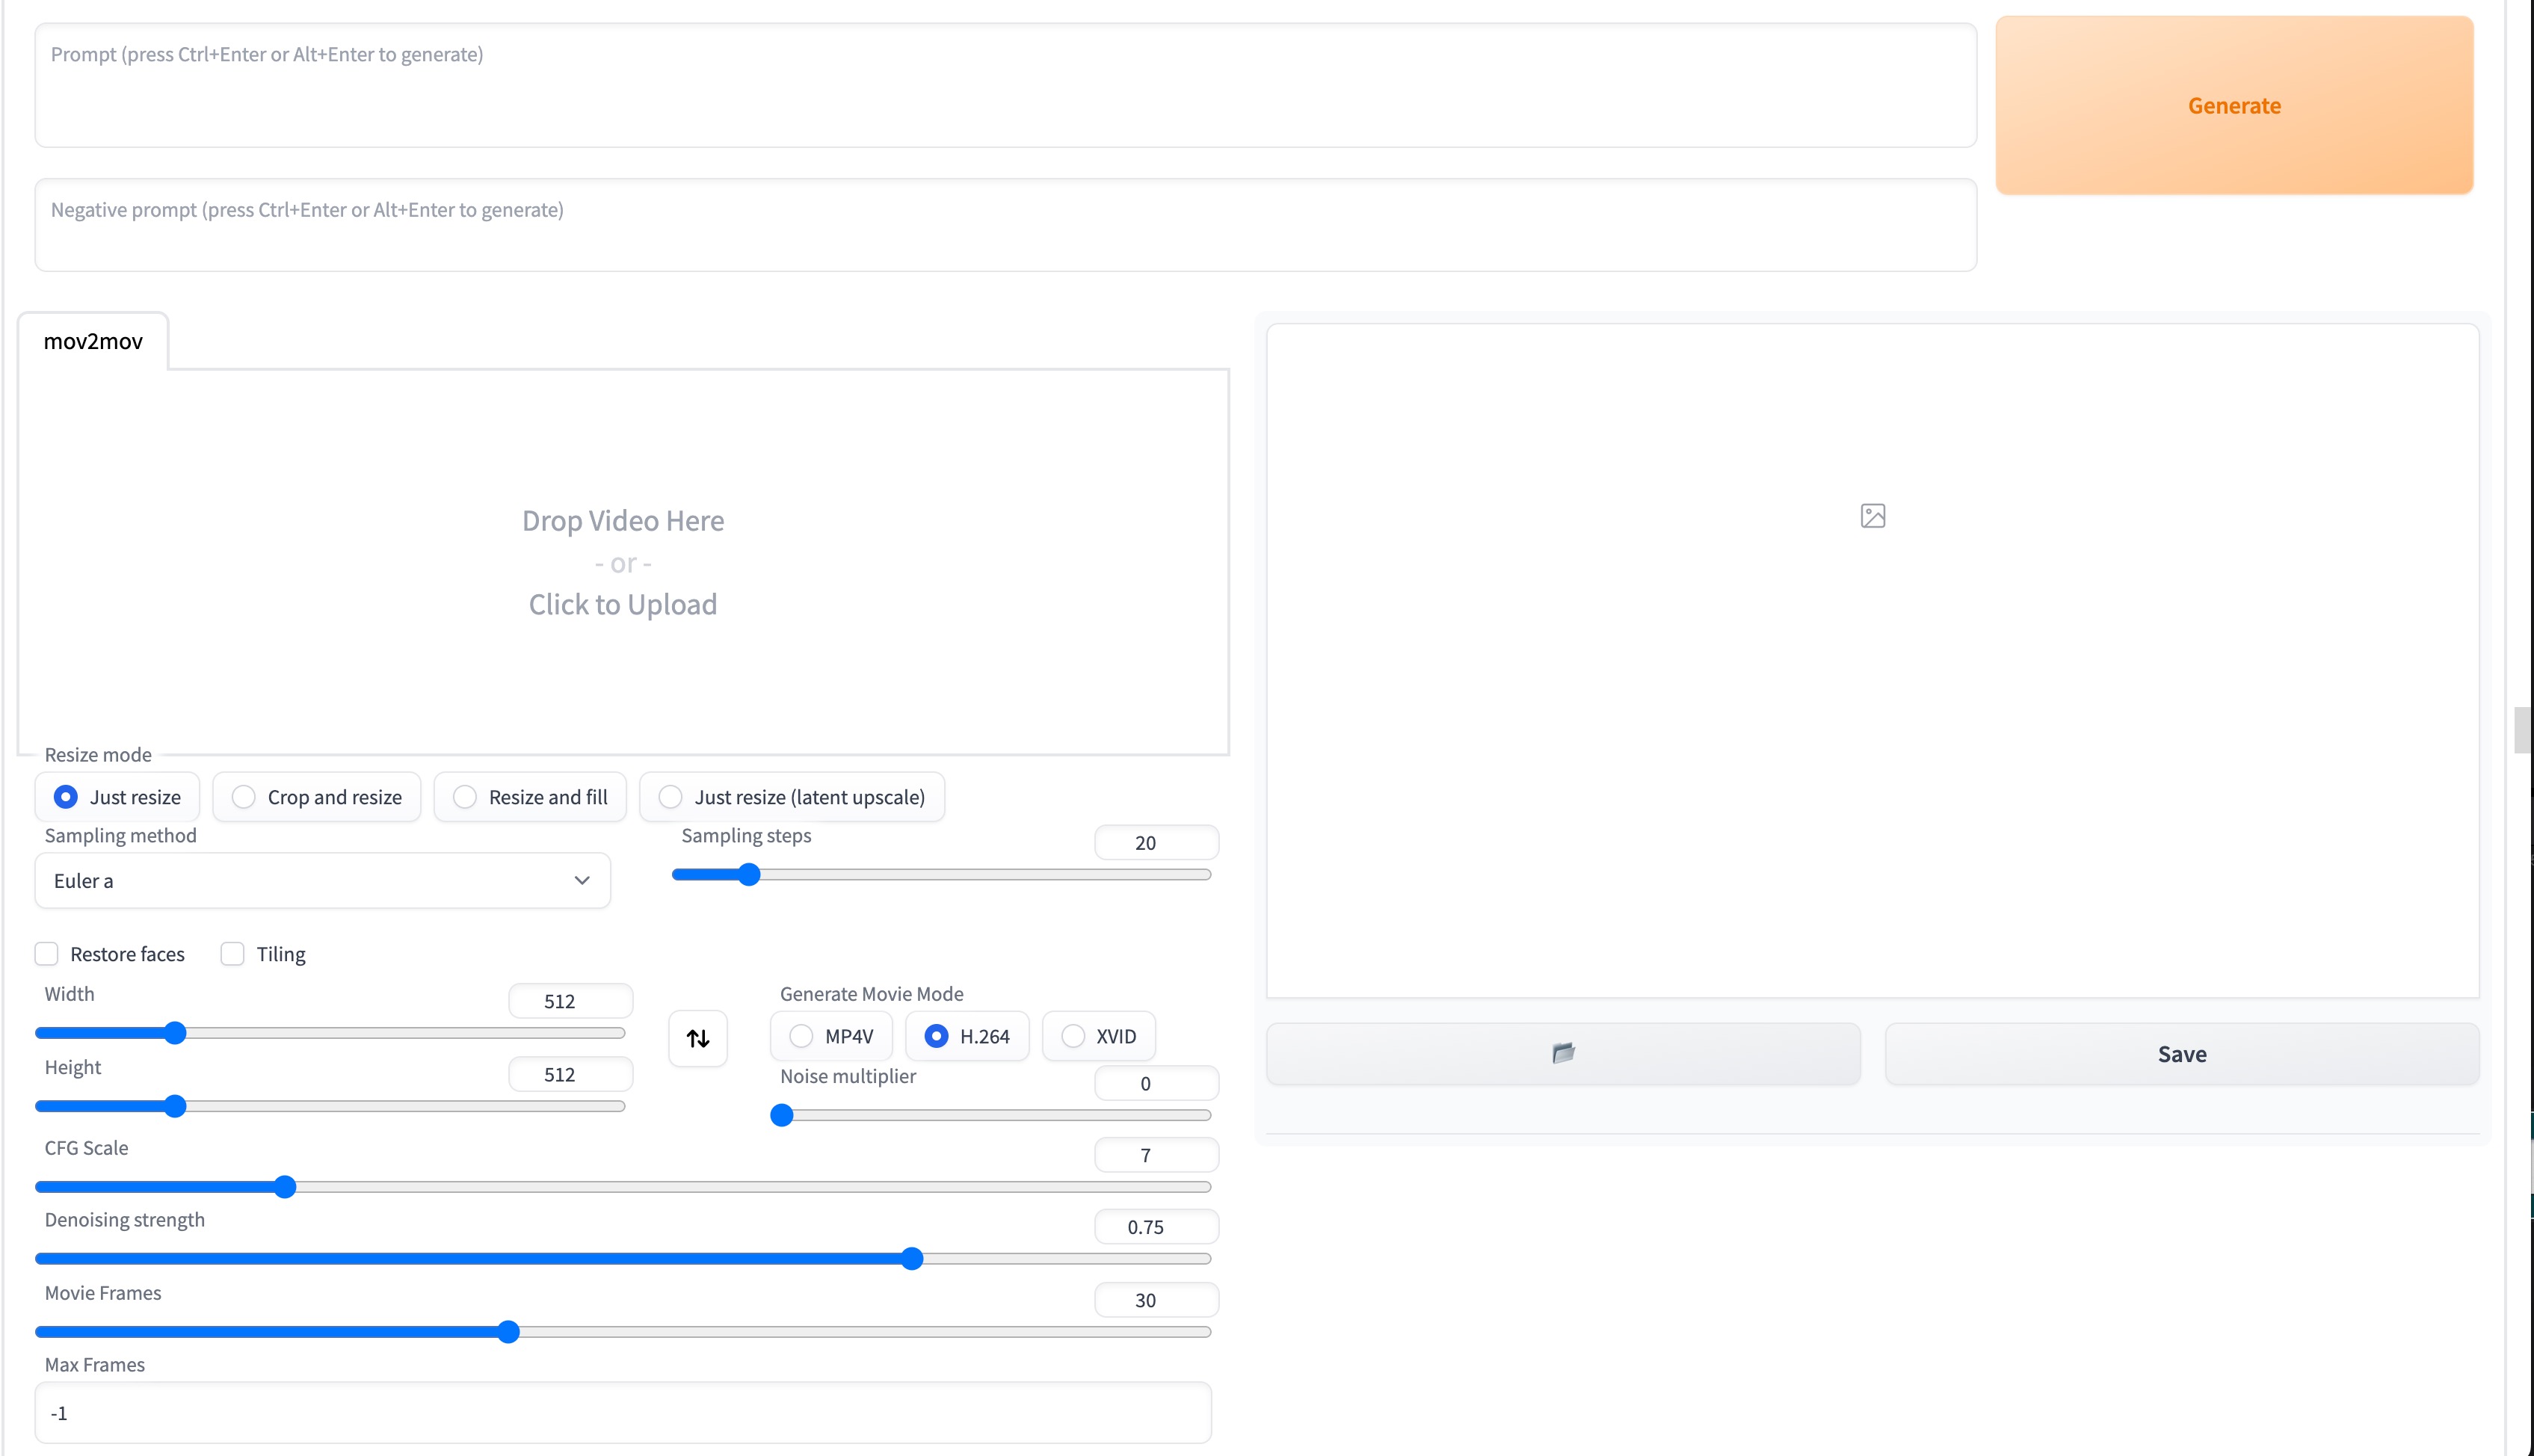 Prompt (press Ctrl+Enter or Alt+Enter to generate)
Generate
Negative prompt (press Ctrl+Enter or Alt+Enter to generate)
mov2mov
Drop Video Here
- or -
Click to Upload
Resize mode
Just resize
Crop and resize
Resize and fill
Just resize (latent upscale)
Sampling method
Euler a
Sampling steps
20
Restore faces
Tiling
Width
512
Height
512
Generate Movie Mode
MP4V
H.264
XVID
Noise multiplier
0
CFG Scale
7
Denoising strength
0.75
Movie Frames
30
Max Frames
-1
Save